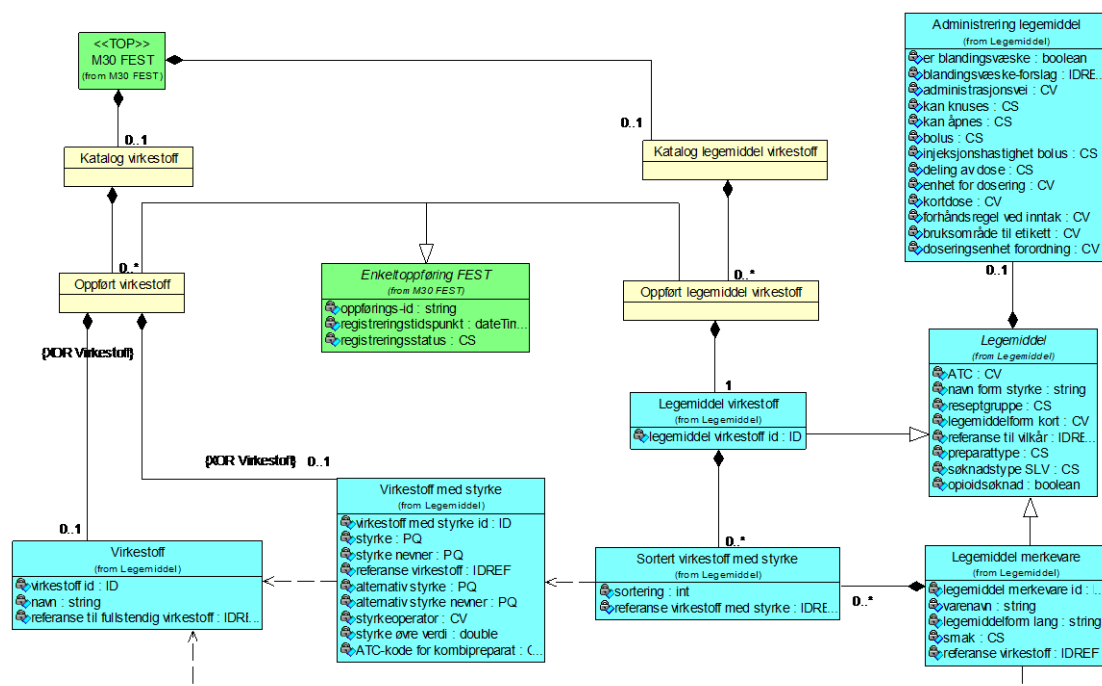 <<TOP>>
M30 FEST
(from M30 FEST)
0..1
Katalog virkestoff
0..*
Oppført virkestoff
{XOR Virkestoff}
{XOR Virkestoff}
0..1
0..1
Katalog legemiddel virkestoff
0..*
Oppført legemiddel virkestoff
1
Enkeltoppføring FEST
(from M30 FEST)
oppførings-id : string
registreringstidspunkt : dateTim...
registreringsstatus : CS
Administrering legemiddel
(from Legemiddel)
er blandingsvæske : boolean
blandingsvæske-forslag : IDRE...
administrasjonsvei : CV
kan knuses : CS
kan åpnes : CS
bolus : CS
injeksjonshastighet bolus : CS
deling av dose : CS
enhet for dosering : CV
kortdose : CV
forhåndsregel ved inntak : CV
bruksområde til etikett : CV
doseringsenhet forordning : CV
0..1
Legemiddel
(from Legemiddel)
ATC : CV
navn form styrke : string
reseptgruppe : CS
legemiddelform kort : CV
referanse til vilkår : IDRE...
preparattype : CS
søknadstype SLV : CS
opioidsøknad : boolean
Legemiddel virkestoff
(from Legemiddel)
legemiddel virkestoff id : ID
0..*
0..1
Virkestoff
(from Legemiddel)
virkestoff id : ID
navn : string
referanse til fullstendig virkestoff : IDRE...
Virkestoff med styrke
(from Legemiddel)
virkestoff med styrke id : ID
styrke : PQ
styrke nevner : PQ
referanse virkestoff : IDREF
alternativ styrke : PQ
alternativ styrke nevner : PQ
styrkeoperator : CV
styrke øvre verdi : double
ATC-kode for kombipreparat : C...
Sortert virkestoff med styrke
(from Legemiddel)
sortering : int
referanse virkestoff med styrke : IDRE...
0..*
Legemiddel merkevare
(from Legemiddel)
legemiddel merkevare id : I...
varenavn : string
legemiddelform lang : string
smak : CS
referanse virkestoff : IDREF